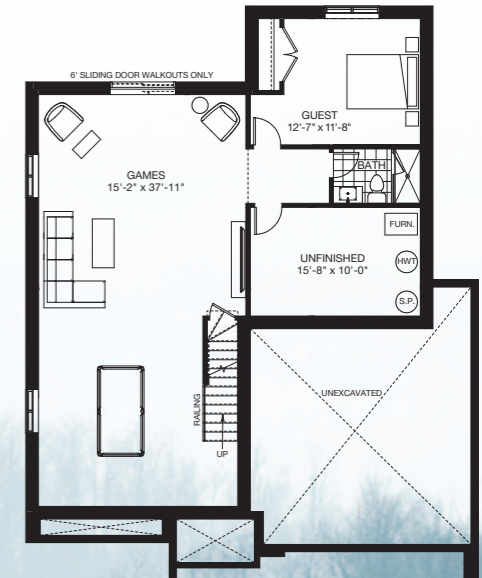 6' SLIDING DOOR WALKOUTS ONLY
GUEST
12'-7" x 11'-8"
BATH
GAMES
15'-2" x 37'-11"
FURN.
UNFINISHED
15'-8" x 10'-0"
HWT
S.P.
UNEXCAVATED
RAILING
UP